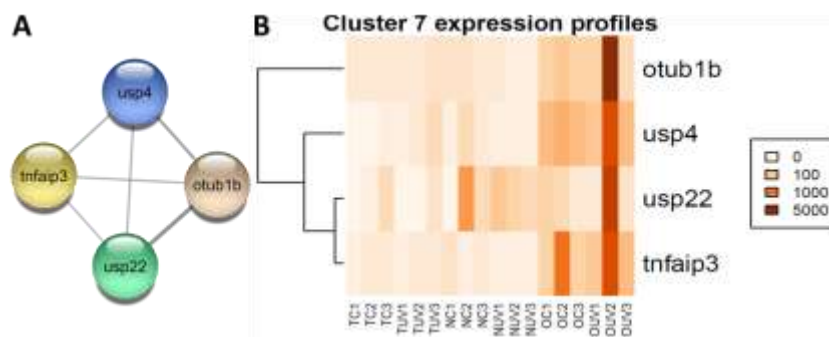 A
B
Cluster 7 expression profiles
usp4
tnfaip3
otub1b
usp22
otub1b
usp4
usp22
tnfaip3
0
100
1000
5000
TC1
TC2
TC3
TUV1
TUV2
TUV3
NC1
NC2
NC3
NUV1
NUV2
NUV3
OC1
OC2
OC3
OUV1
OUV2
OUV3